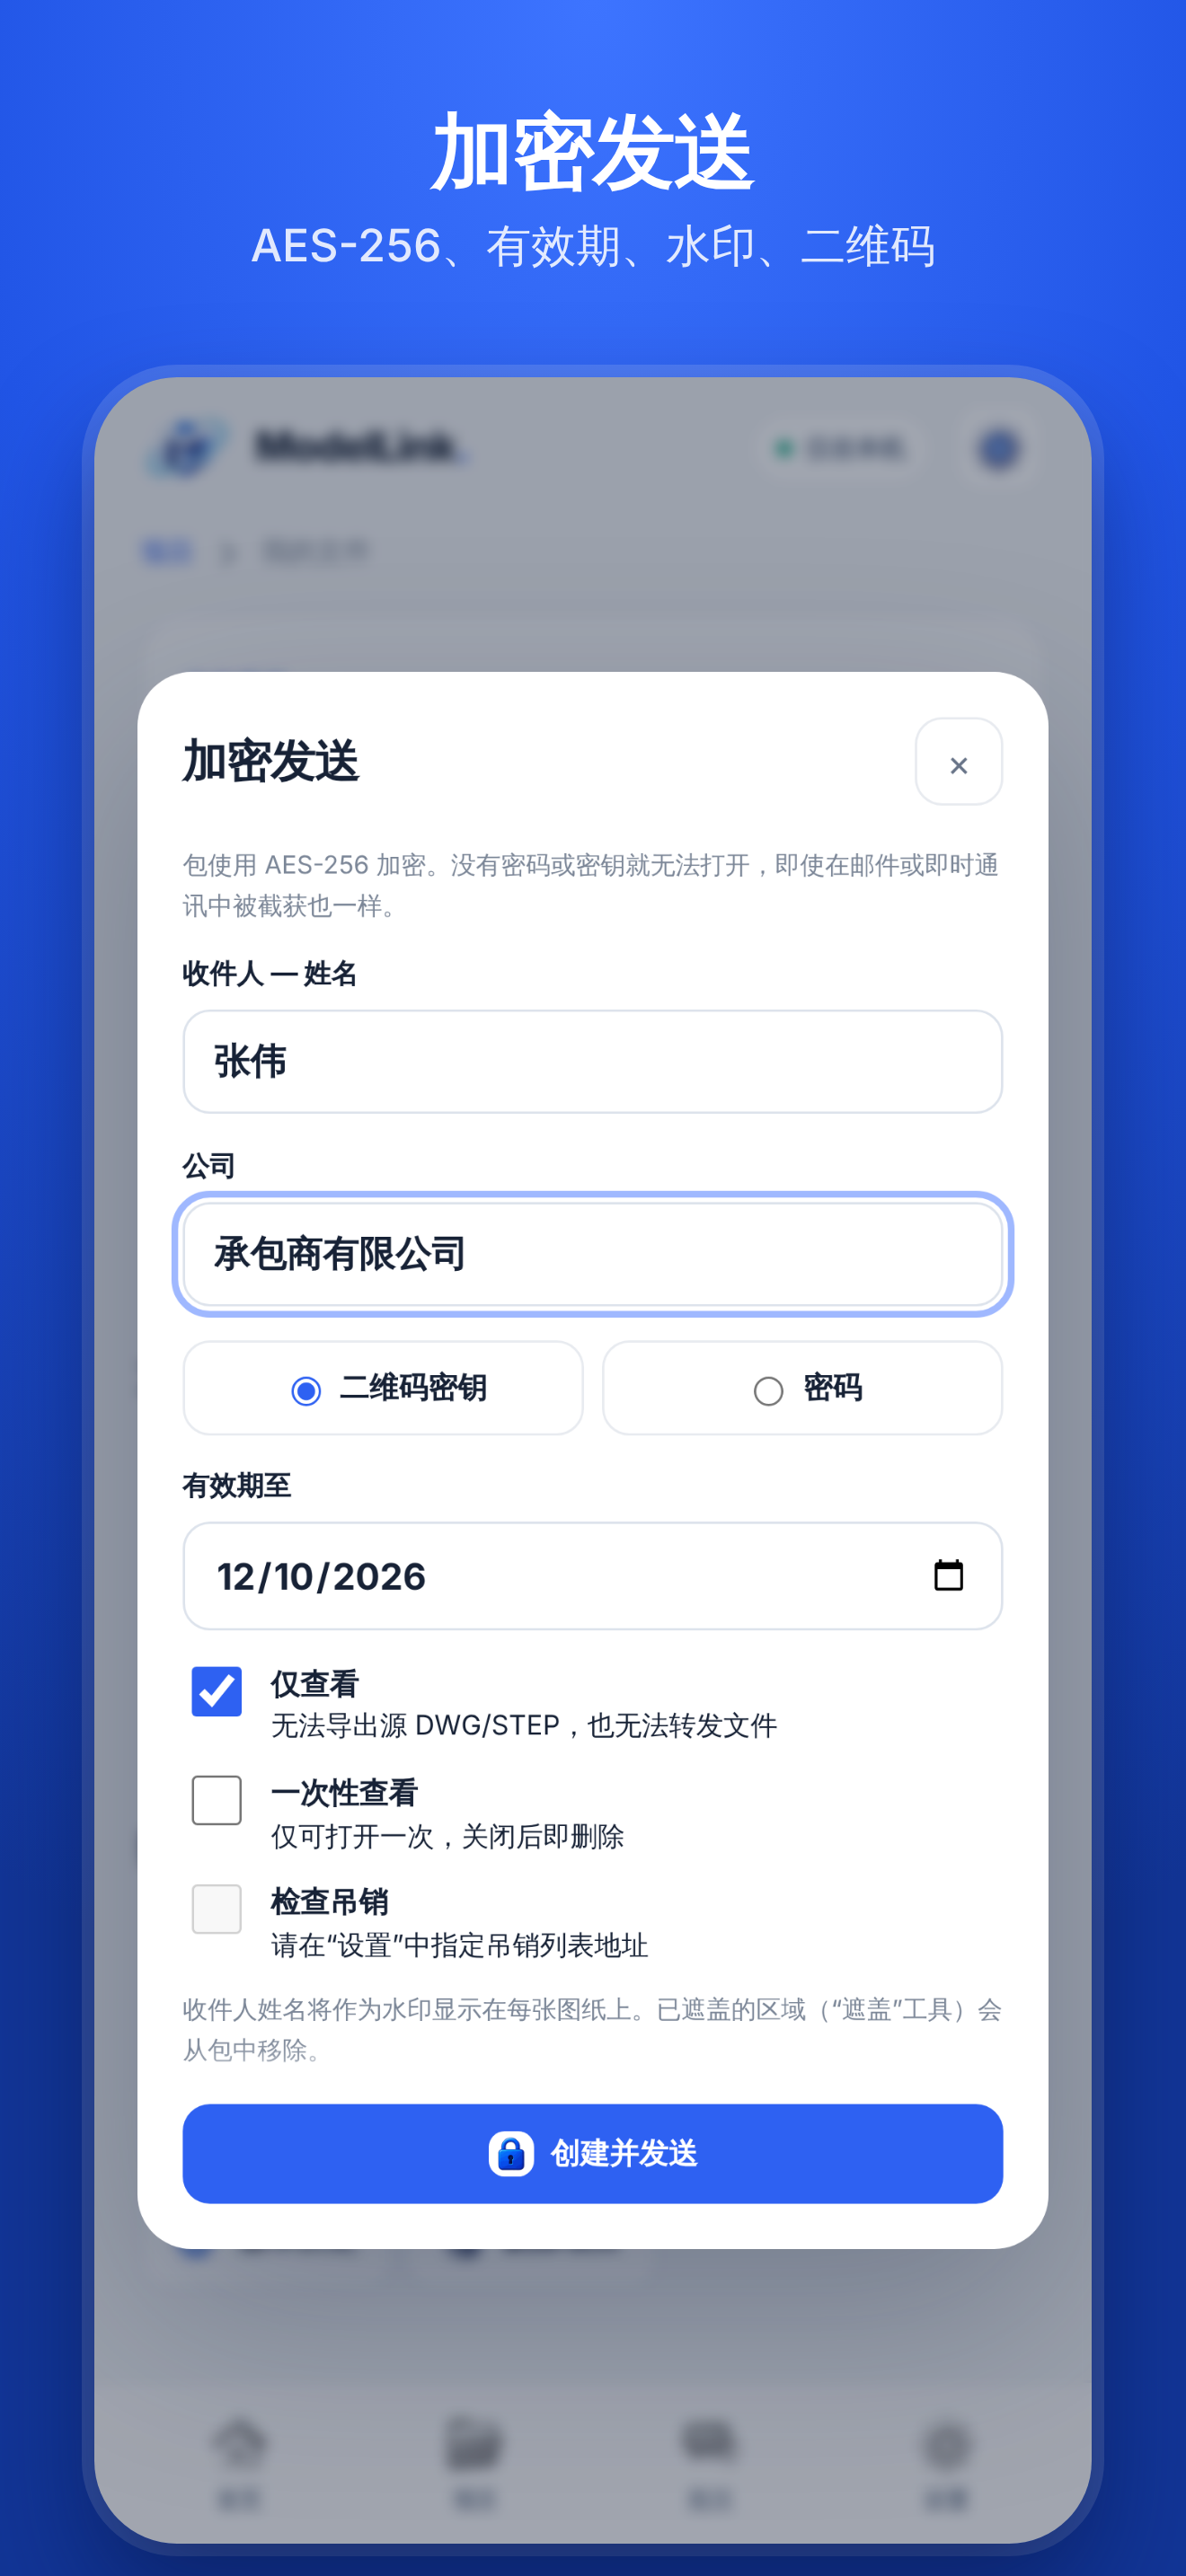 加密发送
AES-256、有效期、水印、二维码
ModelLink.
加密发送
×
包使用 AES-256 加密。没有密码或密钥就无法打开，即使在邮件或即时通
讯中被截获也一样。
收件人 — 姓名
张伟
公司
承包商有限公司
二维码密钥
密码
有效期至
12/10/2026
仅查看
无法导出源 DWG/STEP，也无法转发文件
一次性查看
仅可打开一次，关闭后即删除
检查吊销
请在“设置”中指定吊销列表地址
收件人姓名将作为水印显示在每张图纸上。已遮盖的区域（“遮盖”工具）会
从包中移除。
创建并发送